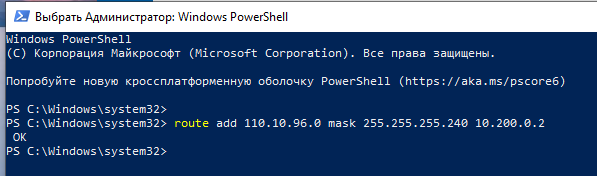 Выбрать Администратор: Windows PowerShell
Windows PowerShell
(C) Корпорация Майкрософт (Microsoft Corporation). Все права защищены.
Попробуйте новую кроссплатформенную оболочку PowerShell (https://aka.ms/pscore6)
PS C:\Windows\system32>
PS C:\Windows\system32> route add 110.10.96.0 mask 255.255.255.240 10.200.0.2
OK
PS C:\Windows\system32>